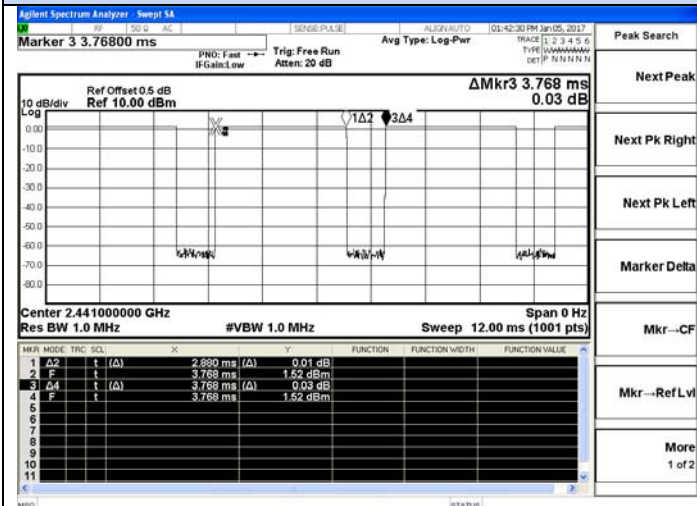 Agilent Spectrum Analyzer - Swept SA
RF 50 Ω AC SENSE:PULSE ALIGN AUTO 01:42:30 PM Jan 05, 2017
Marker 3 3.76800 ms
PNO: Fast
IFGain:Low
Trig: Free Run
Atten: 20 dB
Avg Type: Log-Pwr
TRACE 1 2 3 4 5 6
TYPE WWWWWW
DET P N N N N N
Peak Search
Next Peak
Next Pk Right
Next Pk Left
Marker Delta
Mkr→CF
Mkr→Ref Lvl
More
1 of 2
Ref Offset 0.5 dB
10 dB/div Ref 10.00 dBm
ΔMkr3 3.768 ms
0.03 dB
Log
0.00
-10.0
-20.0
-30.0
-40.0
-50.0
-60.0
-70.0
-80.0
1Δ2 3Δ4
Center 2.441000000 GHz Span 0 Hz
Res BW 1.0 MHz #VBW 1.0 MHz Sweep 12.00 ms (1001 pts)
MKR MODE TRC SCL X Y FUNCTION FUNCTION WIDTH FUNCTION VALUE
1 Δ2 t (Δ) 2.880 ms (Δ) 0.01 dB
2 F t 3.768 ms 1.52 dBm
3 Δ4 t (Δ) 3.768 ms (Δ) 0.03 dB
4 F t 3.768 ms 1.52 dBm
5
6
7
8
9
10
11
MSG STATUS